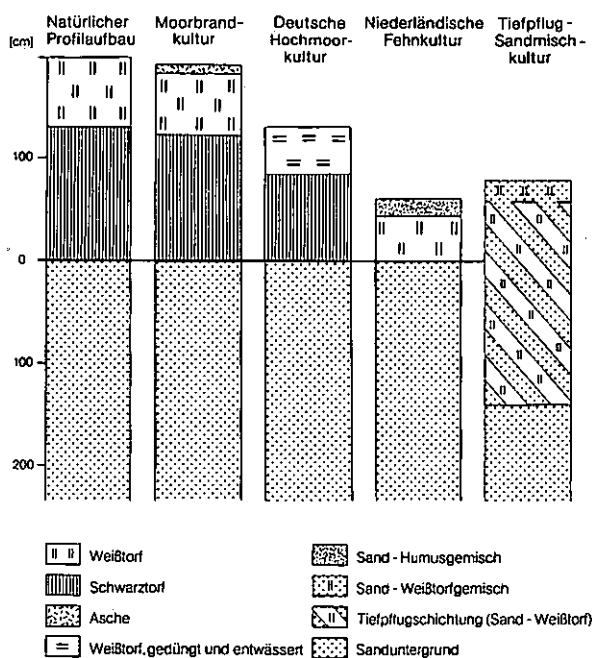 Natürlicher
Profilaufbau
Moorbrand-
kultur
Deutsche
Hochmoor-
kultur
Niederländische
Fehnkultur
Tiefpflug-
Sandmisch-
kultur
[cm]
100
0
100
200
Weißtorf
Schwarztorf
Asche
Weißtorf, gedüngt und entwässert
Sand-Humusgemisch
Sand-Weißtorfgemisch
Tiefpflugschichtung (Sand-Weißtorf)
Sanduntergrund